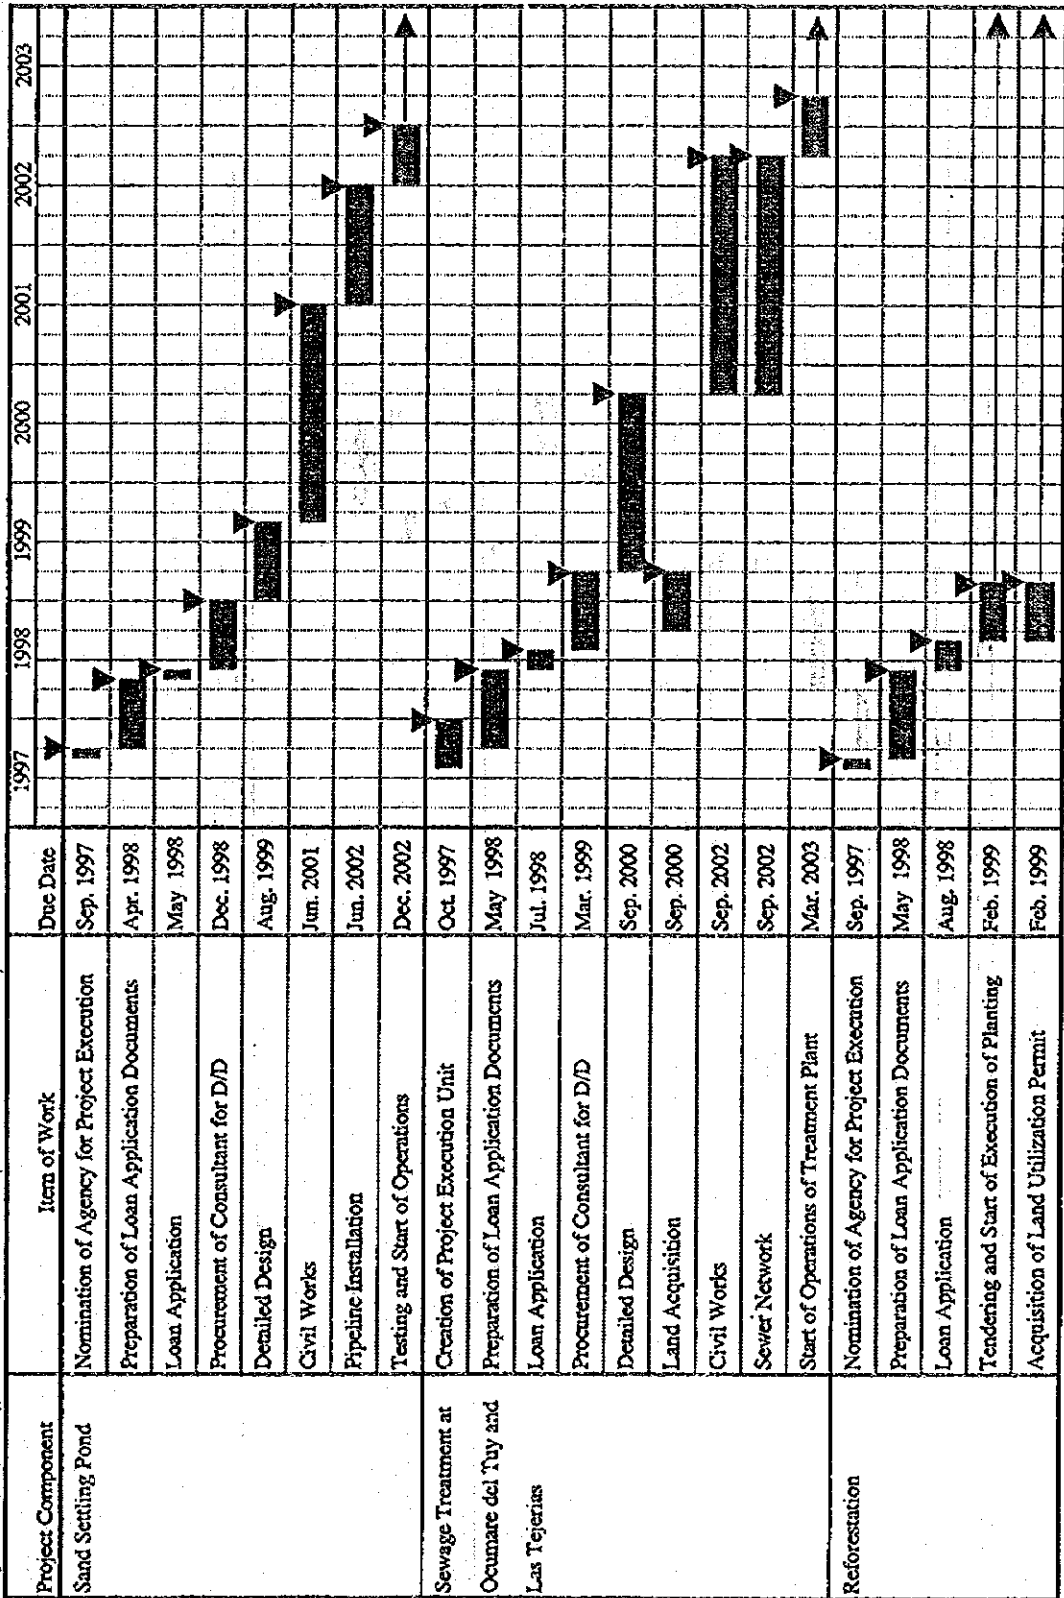 Project Component Item of Work Due Date 1997 1998 1999 2000 2001 2002 2003
Sand Settling Pond Nomination of Agency for Project Execution Sep. 1997
Preparation of Loan Application Documents Apr. 1998
Loan Application May 1998
Procurement of Consultant for D/D Dec. 1998
Detailed Design Aug. 1999
Civil Works Jun. 2001
Pipeline Installation Jun. 2002
Testing and Start of Operations Dec. 2002
Sewage Treatment at Creation of Project Execution Unit Oct. 1997
Ocumare del Tuy and Preparation of Loan Application Documents May 1998
Las Tejerias Loan Application Jul. 1998
Procurement of Consultant for D/D Mar. 1999
Detailed Design Sep. 2000
Land Acquisition Sep. 2000
Civil Works Sep. 2002
Sewer Network Sep. 2002
Start of Operations of Treatment Plant Mar. 2003
Reforestation Nomination of Agency for Project Execution Sep. 1997
Preparation of Loan Application Documents May 1998
Loan Application Aug. 1998
Tendering and Start of Execution of Planting Feb. 1999
Acquisition of Land Utilization Permit Feb. 1999